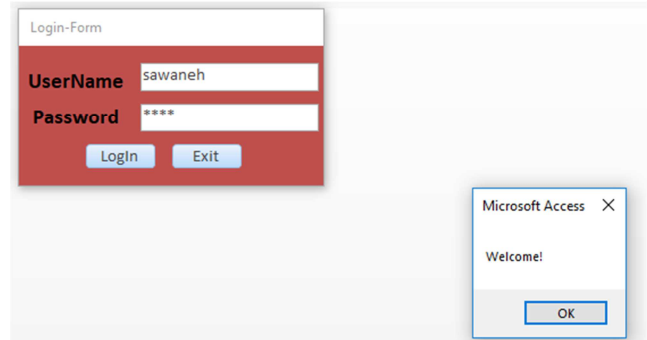 Login-Form
UserName sawaneh
Password ****
LogIn Exit
Microsoft Access
Welcome!
OK